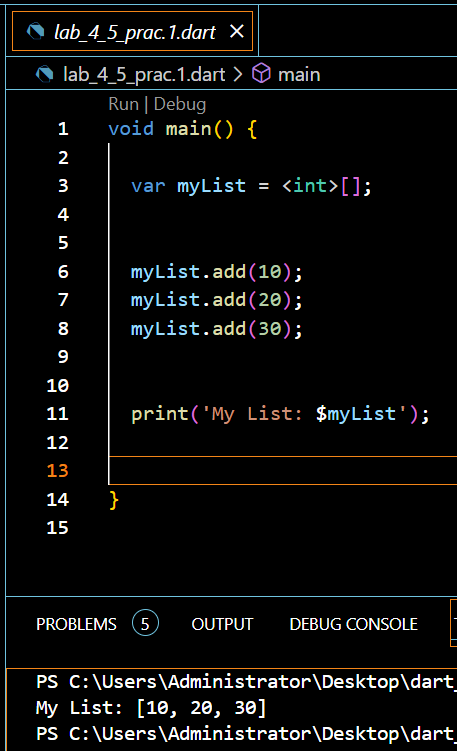 lab_4_5_prac.1.dart
lab_4_5_prac.1.dart > main
Run | Debug
1 void main() {
2
3 var myList = <int>[];
4
5
6 myList.add(10);
7 myList.add(20);
8 myList.add(30);
9
10
11 print('My List: $myList');
12
13
14 }
15
PROBLEMS 5 OUTPUT DEBUG CONSOLE
PS C:\Users\Administrator\Desktop\dart_
My List: [10, 20, 30]
PS C:\Users\Administrator\Desktop\dart_